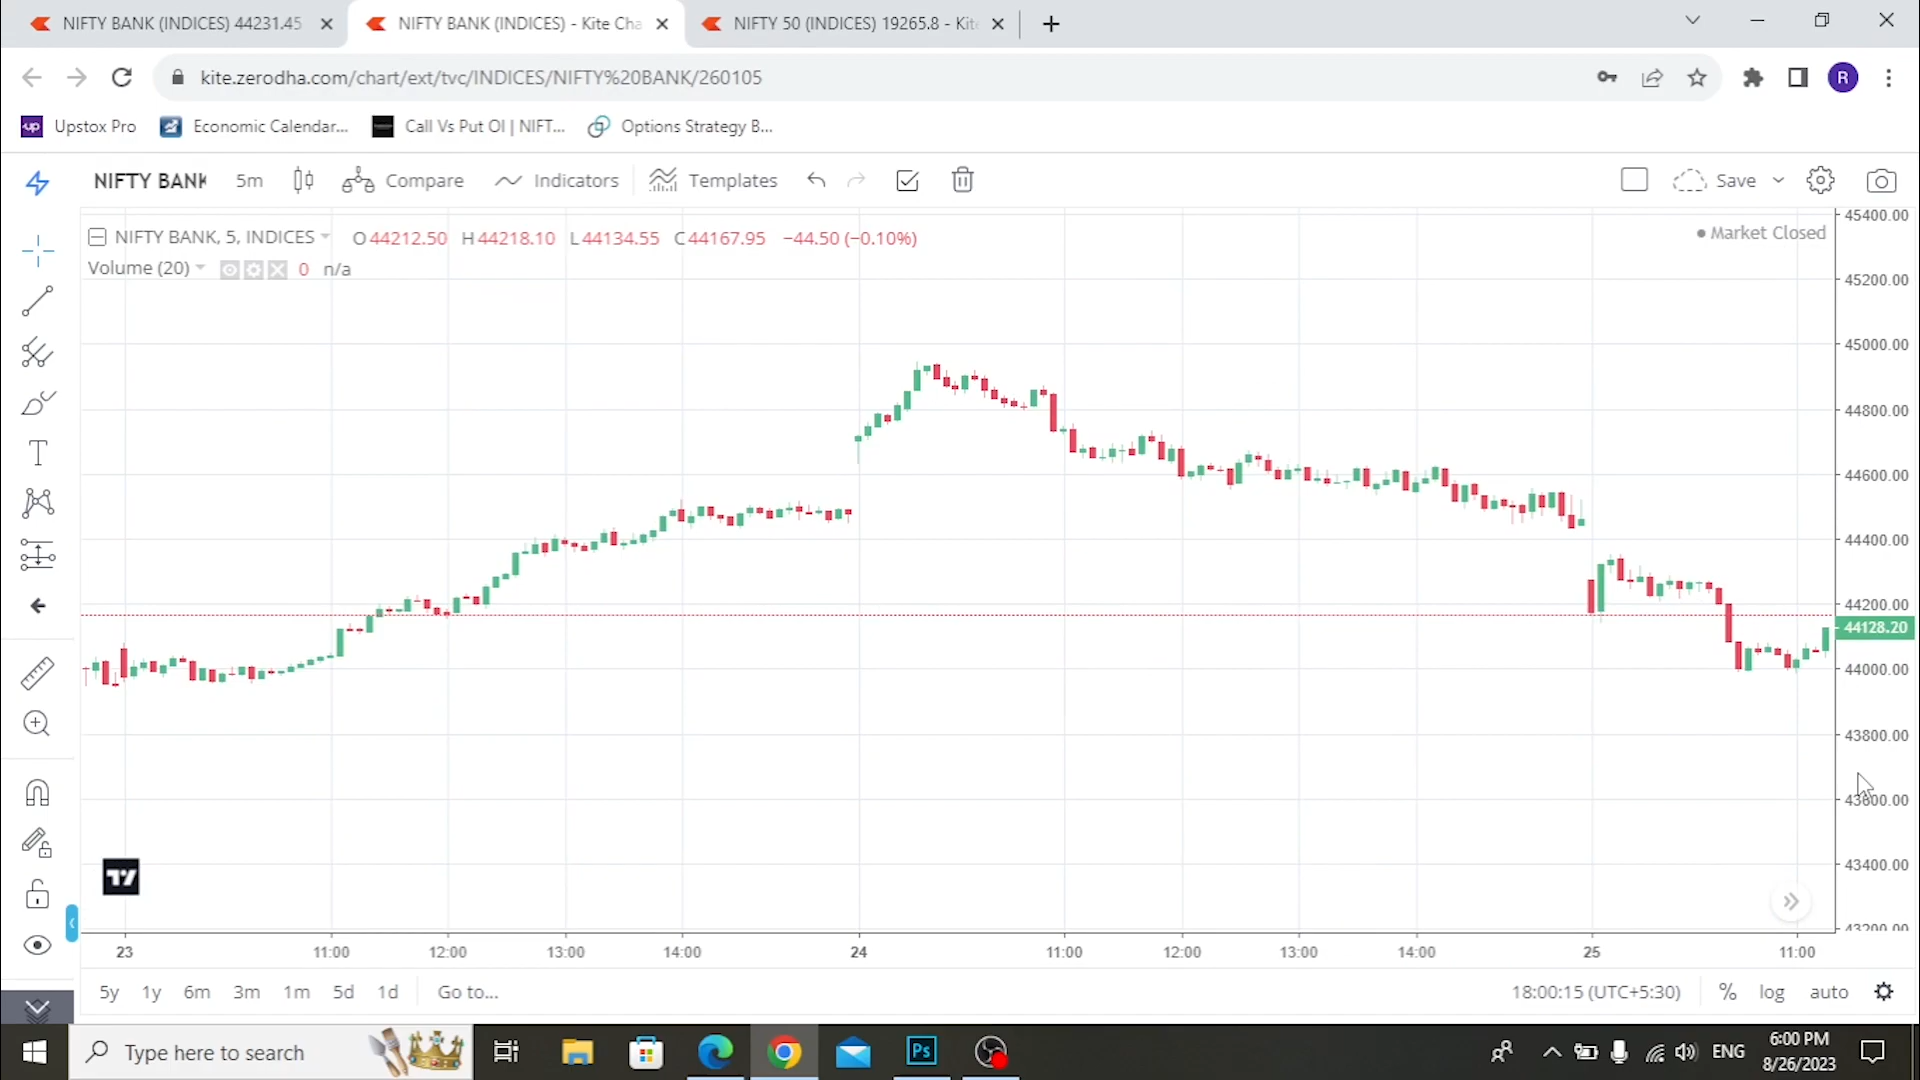 NIFTY BANK (INDICES) 44231.45
NIFTY BANK (INDICES) - Kite Cha
NIFTY 50 (INDICES) 19265.8 - Kit
kite.zerodha.com/chart/ext/tvc/INDICES/NIFTY%20BANK/260105
R
up Upstox Pro
Economic Calendar...
Call Vs Put OI | NIFT...
Options Strategy B...
NIFTY BANK
5m
Compare
Indicators
Templates
Save
NIFTY BANK, 5, INDICES
O44212.50 H44218.10 L44134.55 C44167.95 −44.50 (−0.10%)
Market Closed
Volume (20)
0 n/a
45400.00
45200.00
45000.00
44800.00
44600.00
44400.00
44200.00
44128.20
44000.00
43800.00
43600.00
43400.00
43200.00
23 11:00 12:00 13:00 14:00 24 11:00 12:00 13:00 14:00 25 11:00
5y 1y 6m 3m 1m 5d 1d Go to...
18:00:15 (UTC+5:30) % log auto
Type here to search
Ps
ENG
6:00 PM
8/26/2023